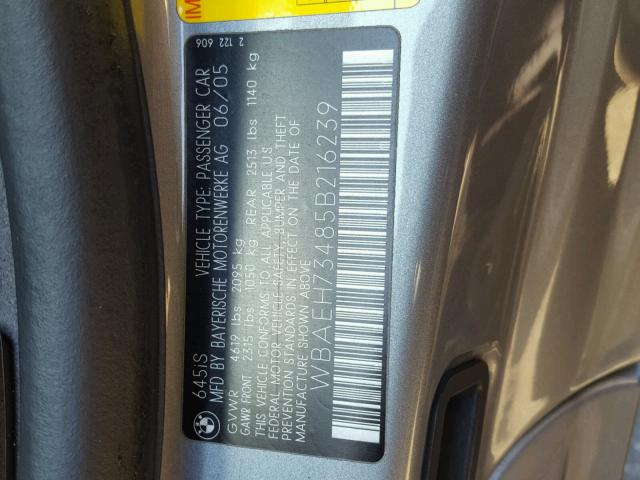 IM
645iS VEHICLE TYPE: PASSENGER CAR 2 122 606
MFD BY BAYERISCHE MOTORENWERKE AG 06/05
GVWR 4619 lbs 2095 kg
GAWR FRONT 2315 lbs 1050 kg REAR 2513 lbs 1140 kg
THIS VEHICLE CONFORMS TO ALL APPLICABLE U.S.
FEDERAL MOTOR VEHICLE SAFETY, BUMPER AND THEFT
PREVENTION STANDARDS IN EFFECT ON THE DATE OF
MANUFACTURE SHOWN ABOVE
WBAEH73485B216239